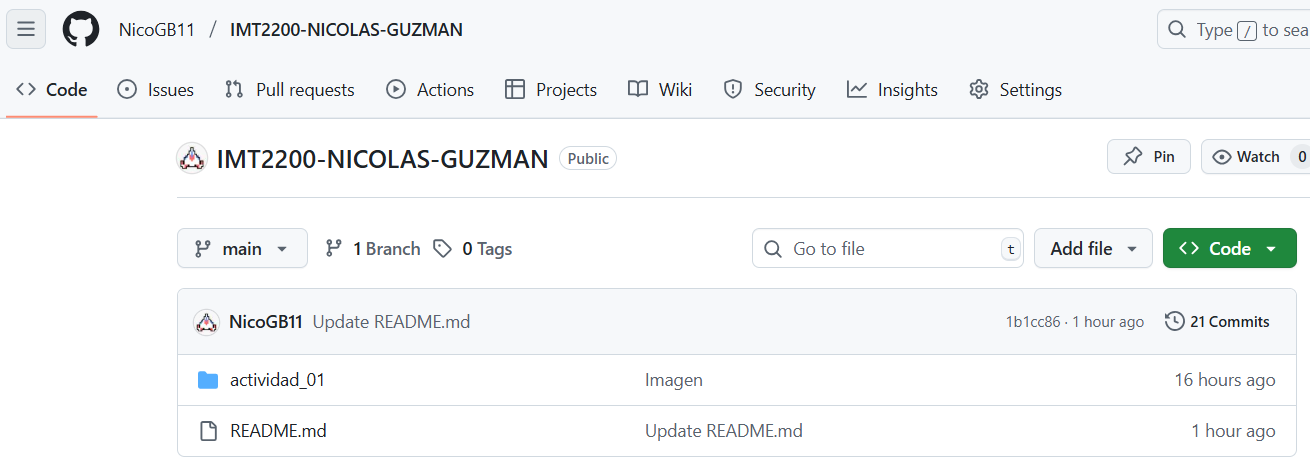 NicoGB11 / IMT2200-NICOLAS-GUZMAN Type / to sea
Code Issues Pull requests Actions Projects Wiki Security Insights Settings
IMT2200-NICOLAS-GUZMAN Public Pin Watch 0
main 1 Branch 0 Tags Go to file t Add file Code
NicoGB11 Update README.md 1b1cc86 · 1 hour ago 21 Commits
actividad_01 Imagen 16 hours ago
README.md Update README.md 1 hour ago